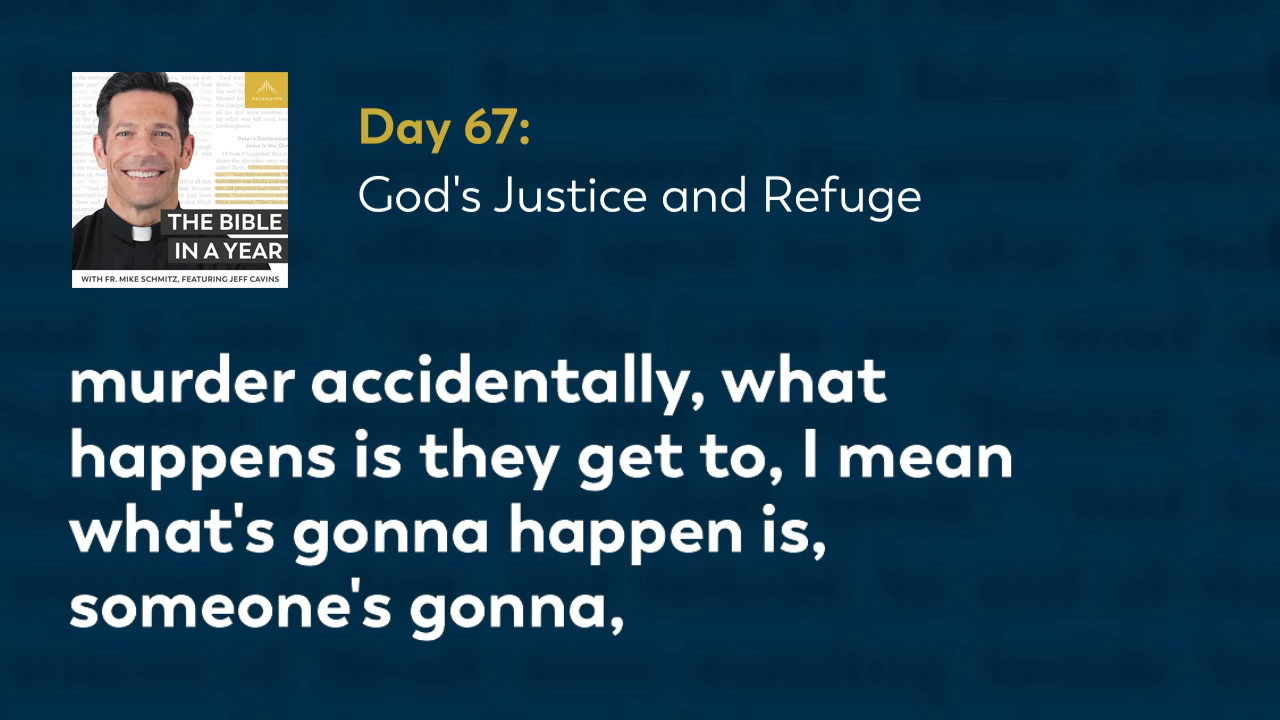 Day 67:
God's Justice and Refuge
ASCENSION
THE BIBLE
IN A YEAR
WITH FR. MIKE SCHMITZ, FEATURING JEFF CAVINS
murder accidentally, what
happens is they get to, I mean
what's gonna happen is,
someone's gonna,